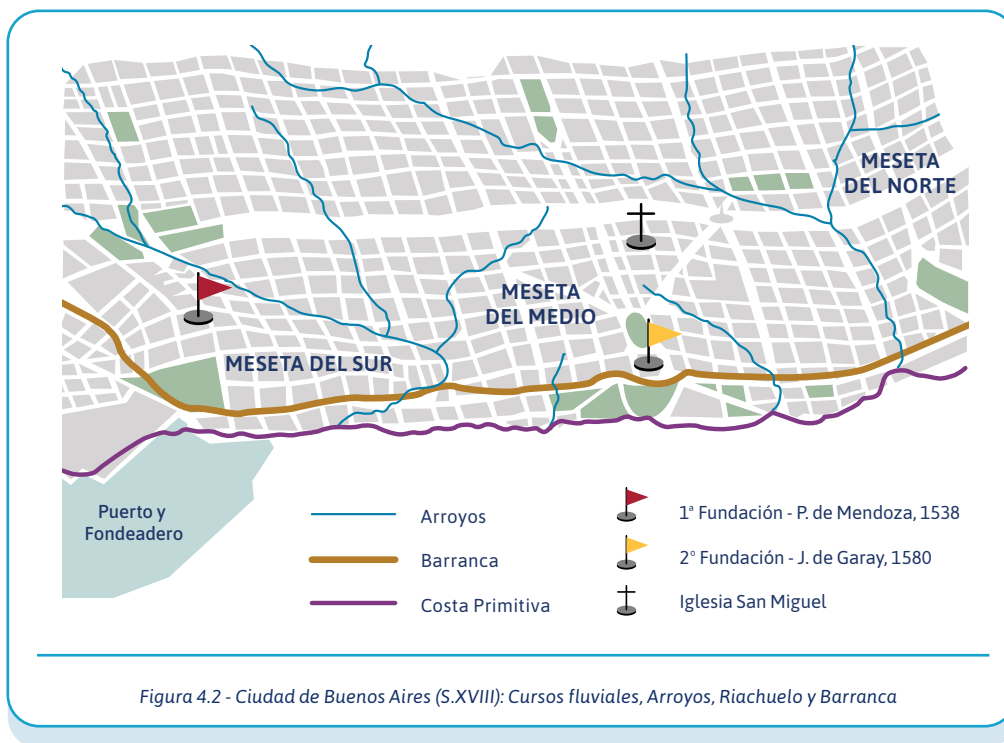 MESETA
DEL NORTE
MESETA
DEL MEDIO
MESETA DEL SUR
Puerto y
Fondeadero
Arroyos
Barranca
Costa Primitiva
1ª Fundación - P. de Mendoza, 1538
2° Fundación - J. de Garay, 1580
Iglesia San Miguel
Figura 4.2 - Ciudad de Buenos Aires (S.XVIII): Cursos fluviales, Arroyos, Riachuelo y Barranca